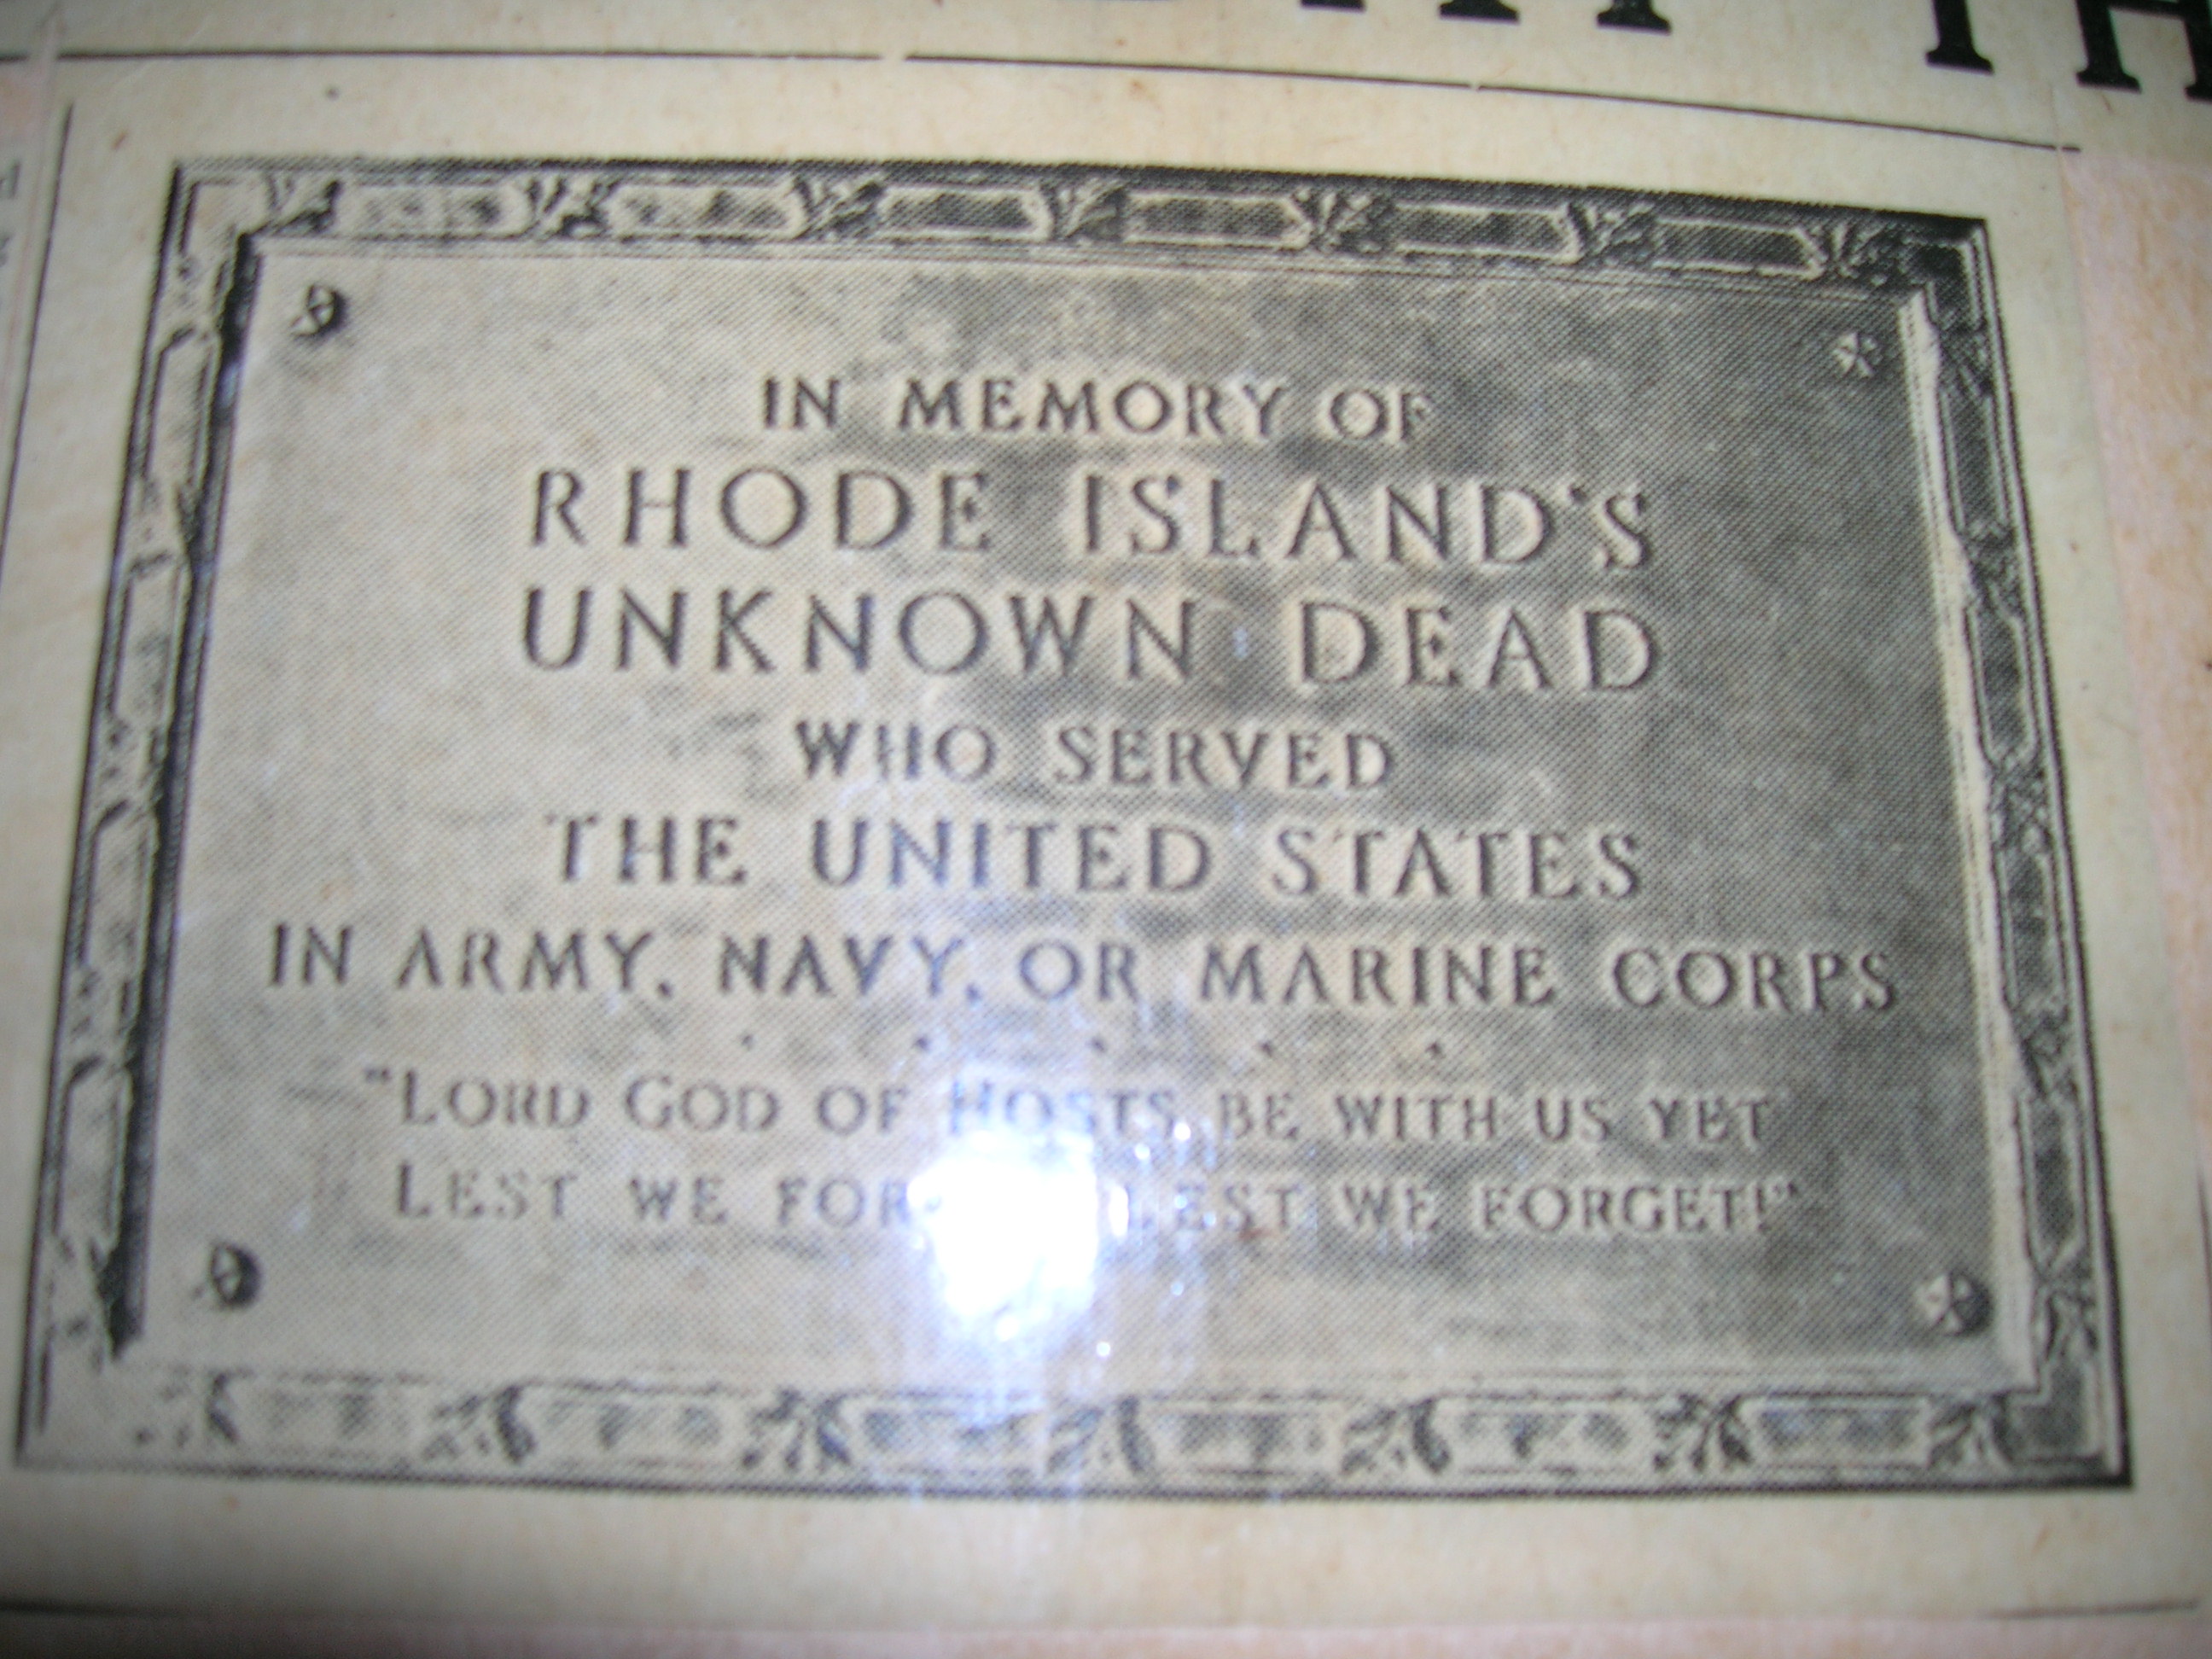 IN MEMORY OF
RHODE ISLAND'S
UNKNOWN DEAD
WHO SERVED
THE UNITED STATES
IN ARMY, NAVY, OR MARINE CORPS
"LORD GOD OF HOSTS BE WITH US YET
LEST WE LEST WE FORGET!"